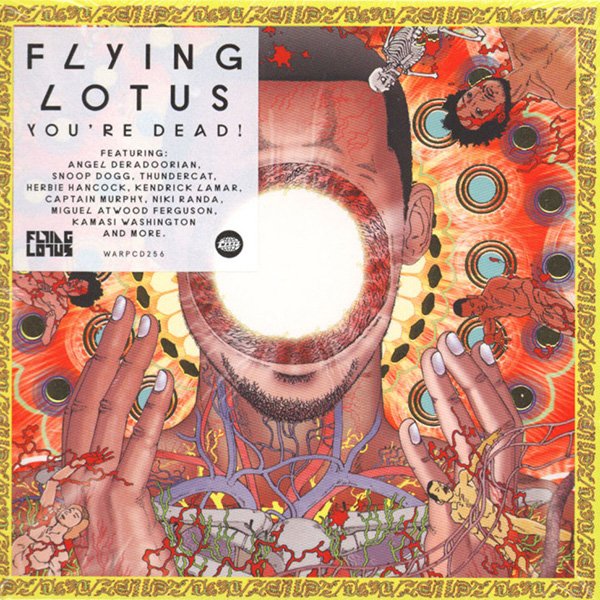 FLYING
LOTUS
YOU'RE DEAD!
FEATURING:
ANGEL DERADOORIAN,
SNOOP DOGG, THUNDERCAT,
HERBIE HANCOCK, KENDRICK LAMAR,
CAPTAIN MURPHY, NIKI RANDA,
MIGUEL ATWOOD FERGUSON,
KAMASI WASHINGTON
AND MORE.
FLYING
LOTUS
WARPCD256